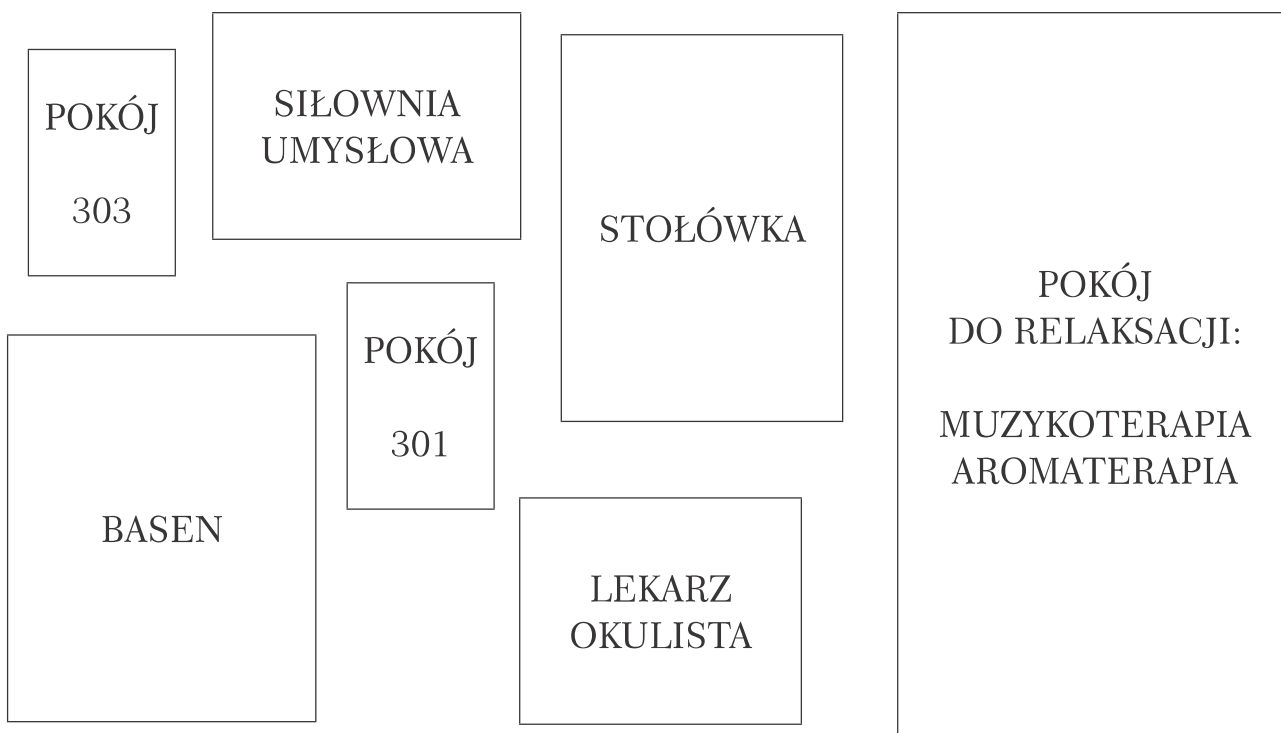 POKÓJ
303
SIŁOWNIA
UMYSŁOWA
STOŁÓWKA
POKÓJ
DO RELAKSACJI:
MUZYKOTERAPIA
AROMATERAPIA
POKÓJ
301
BASEN
LEKARZ
OKULISTA